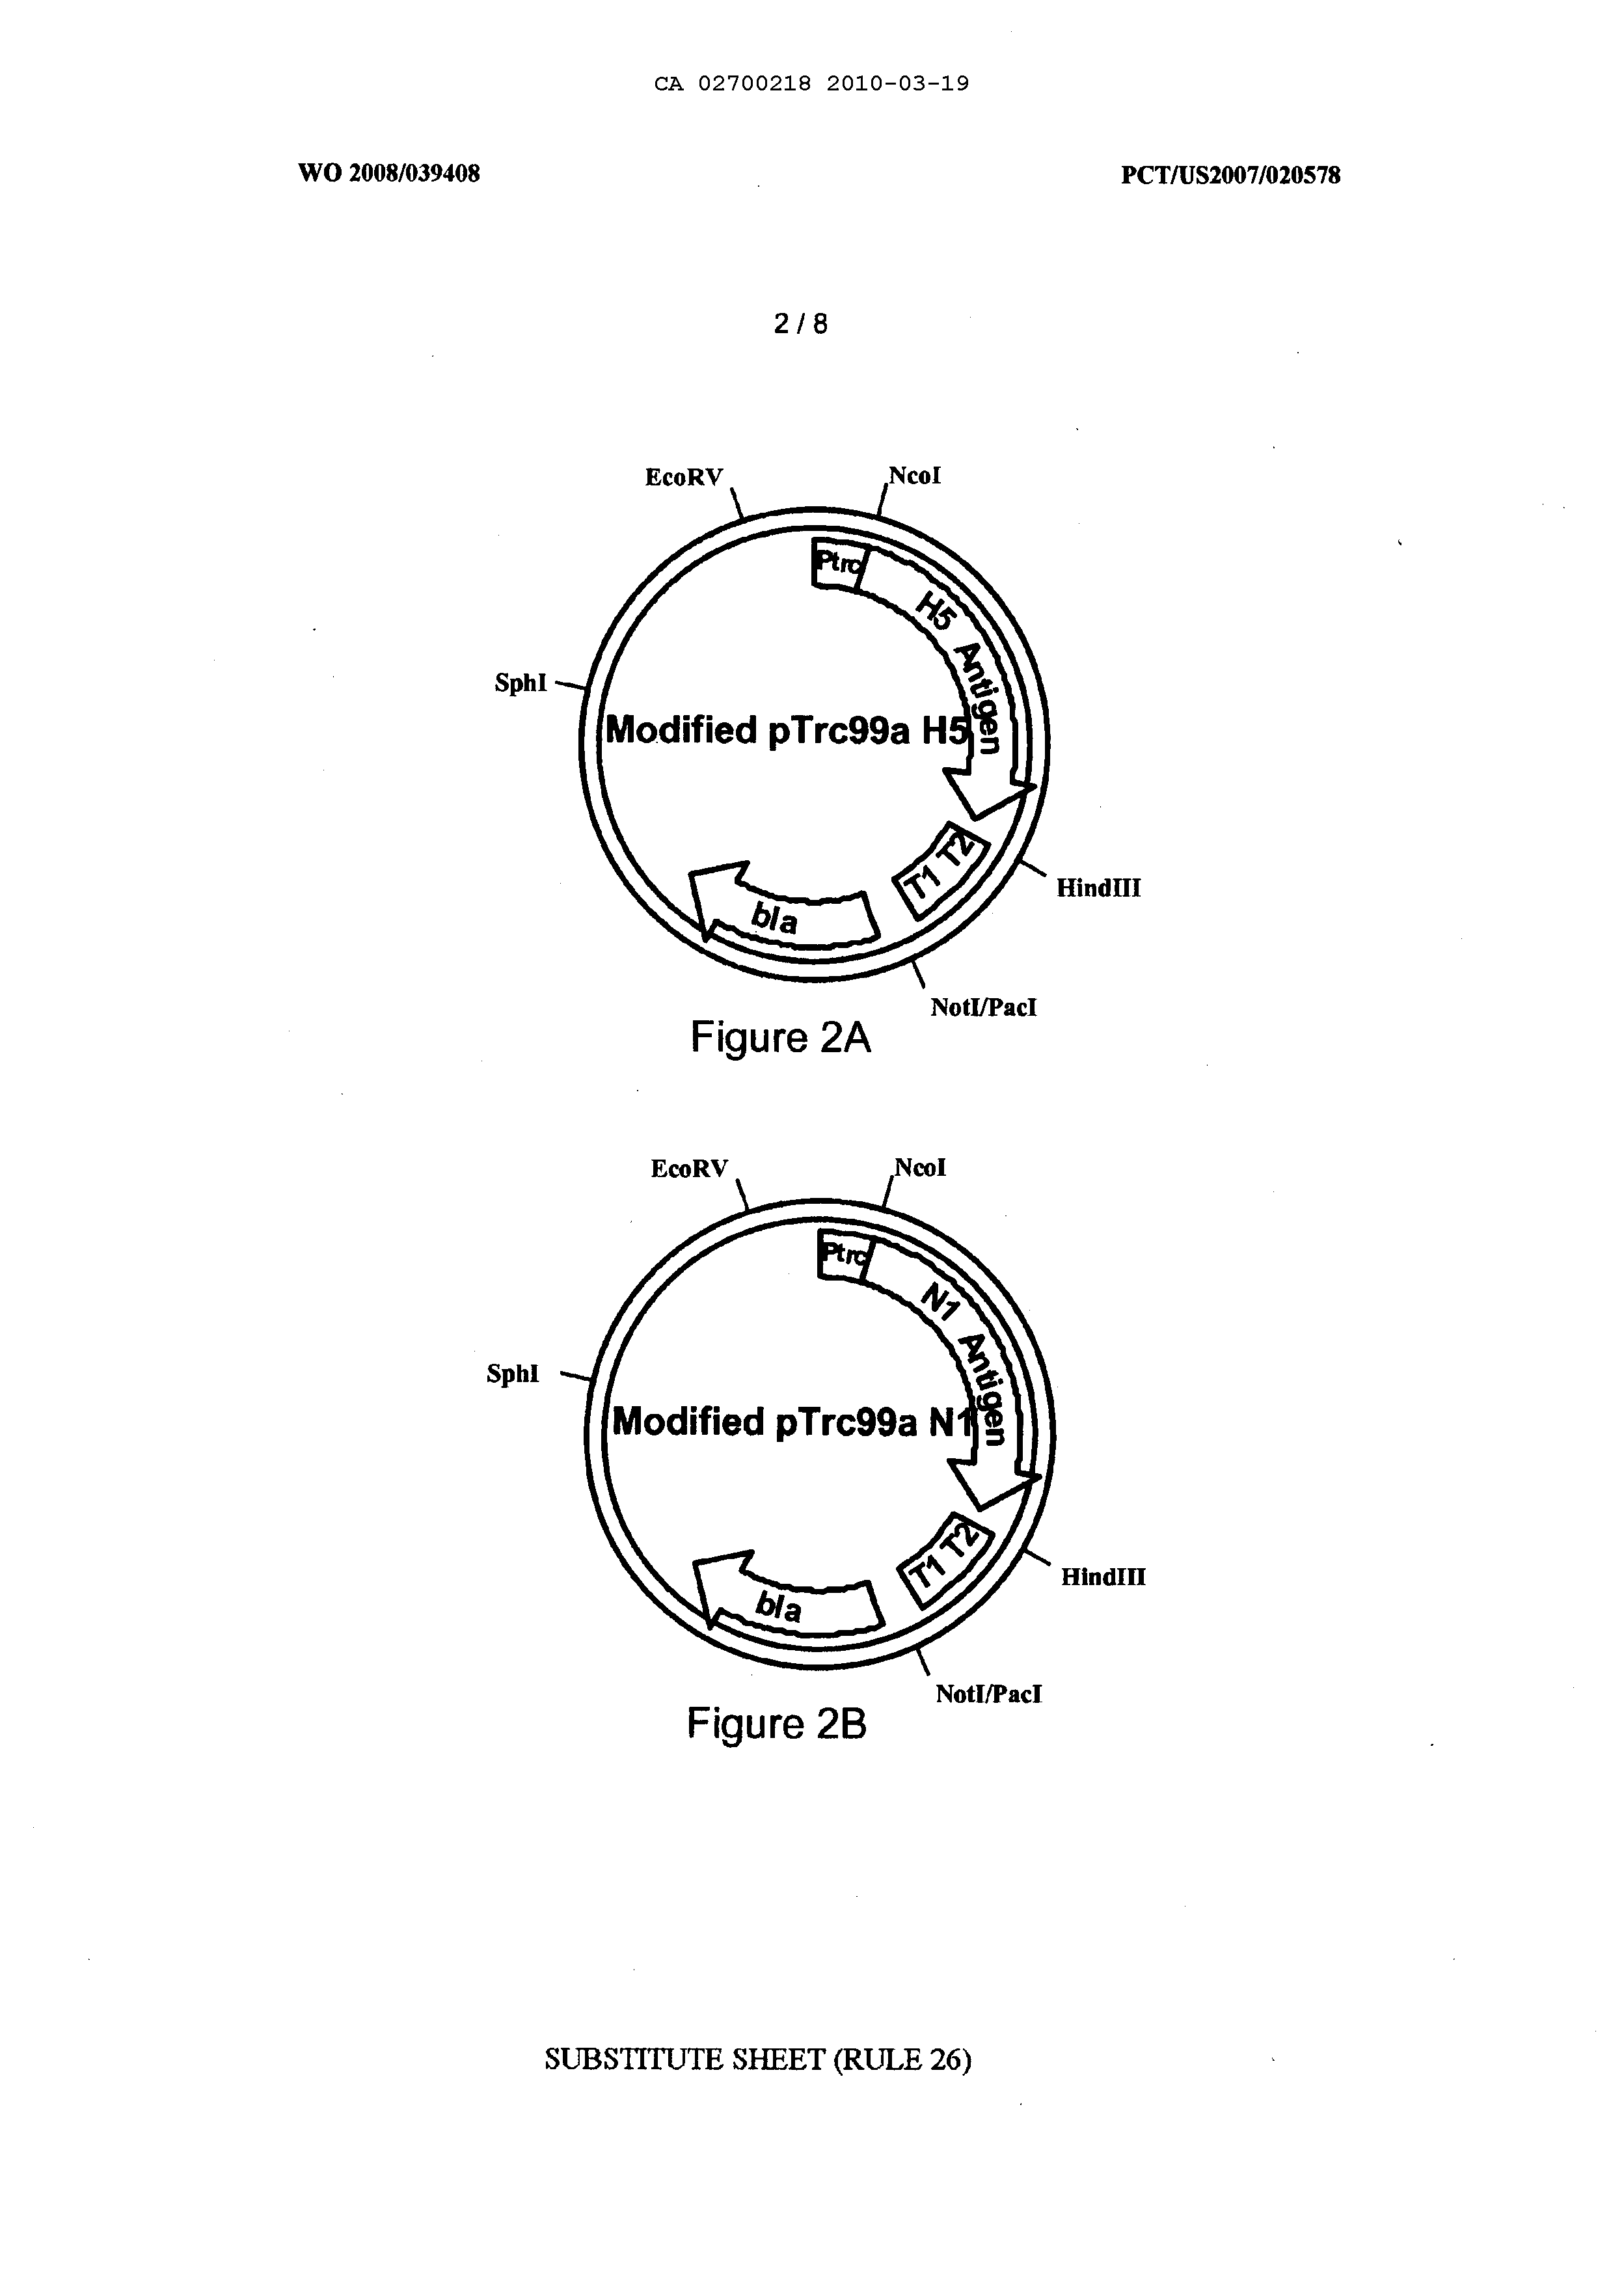 CA 02700218 2010-03-19
WO 2008/039408
PCT/US2007/020578
2 / 8
EcoRV
NcoI
Ptrc
H5 Antigen
SphI
Modified pTrc99a H5
T1 T2
HindIII
bla
NotI/PacI
Figure 2A
EcoRV
NcoI
Ptrc
N1 Antigen
SphI
Modified pTrc99a N1
T1 T2
HindIII
bla
NotI/PacI
Figure 2B
SUBSTITUTE SHEET (RULE 26)